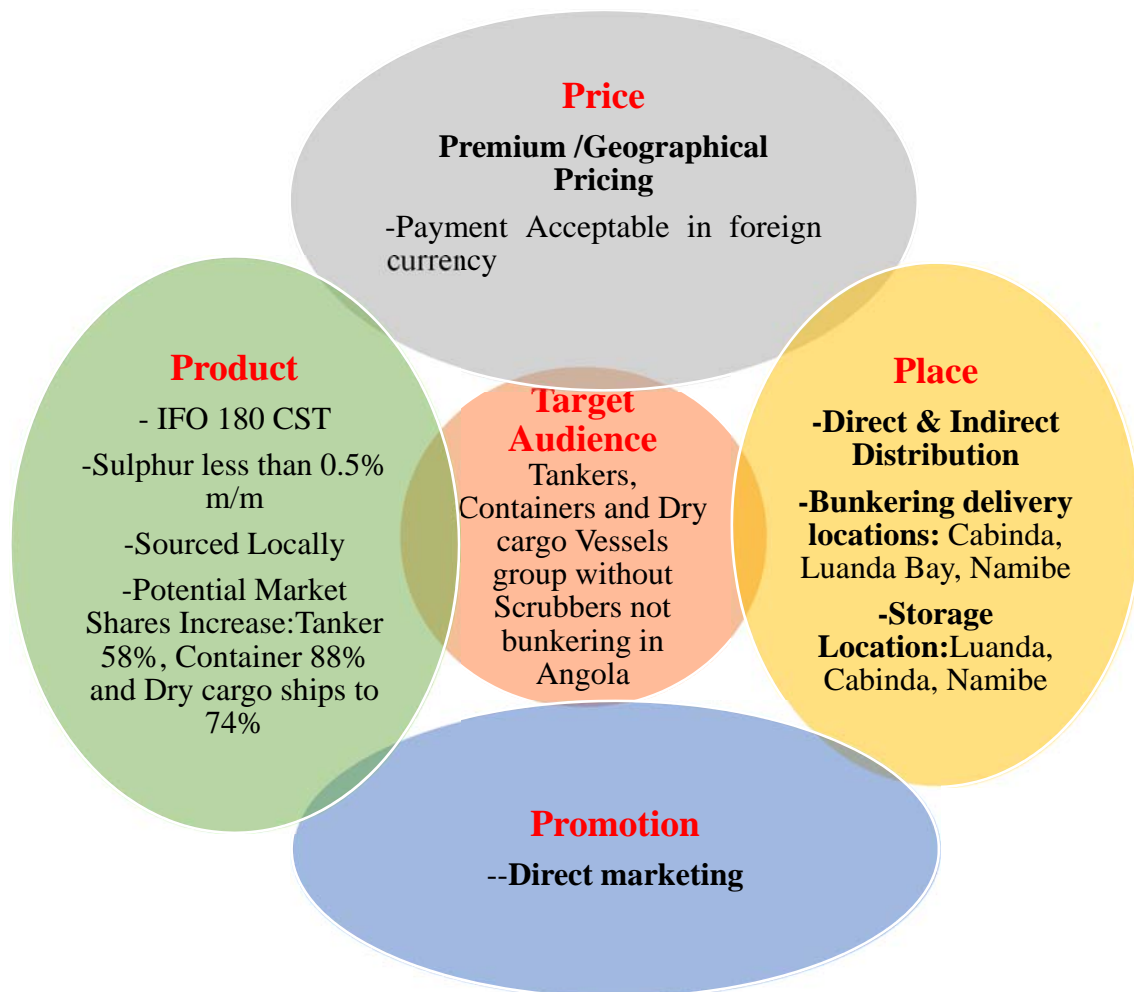 Price
Premium /Geographical
Pricing
-Payment Acceptable in foreign
currency
Product
- IFO 180 CST
-Sulphur less than 0.5%
m/m
-Sourced Locally
-Potential Market
Shares Increase:Tanker
58%, Container 88%
and Dry cargo ships to
74%
Target
Audience
Tankers,
Containers and Dry
cargo Vessels
group without
Scrubbers not
bunkering in
Angola
Place
-Direct & Indirect
Distribution
-Bunkering delivery
locations: Cabinda,
Luanda Bay, Namibe
-Storage
Location:Luanda,
Cabinda, Namibe
Promotion
--Direct marketing